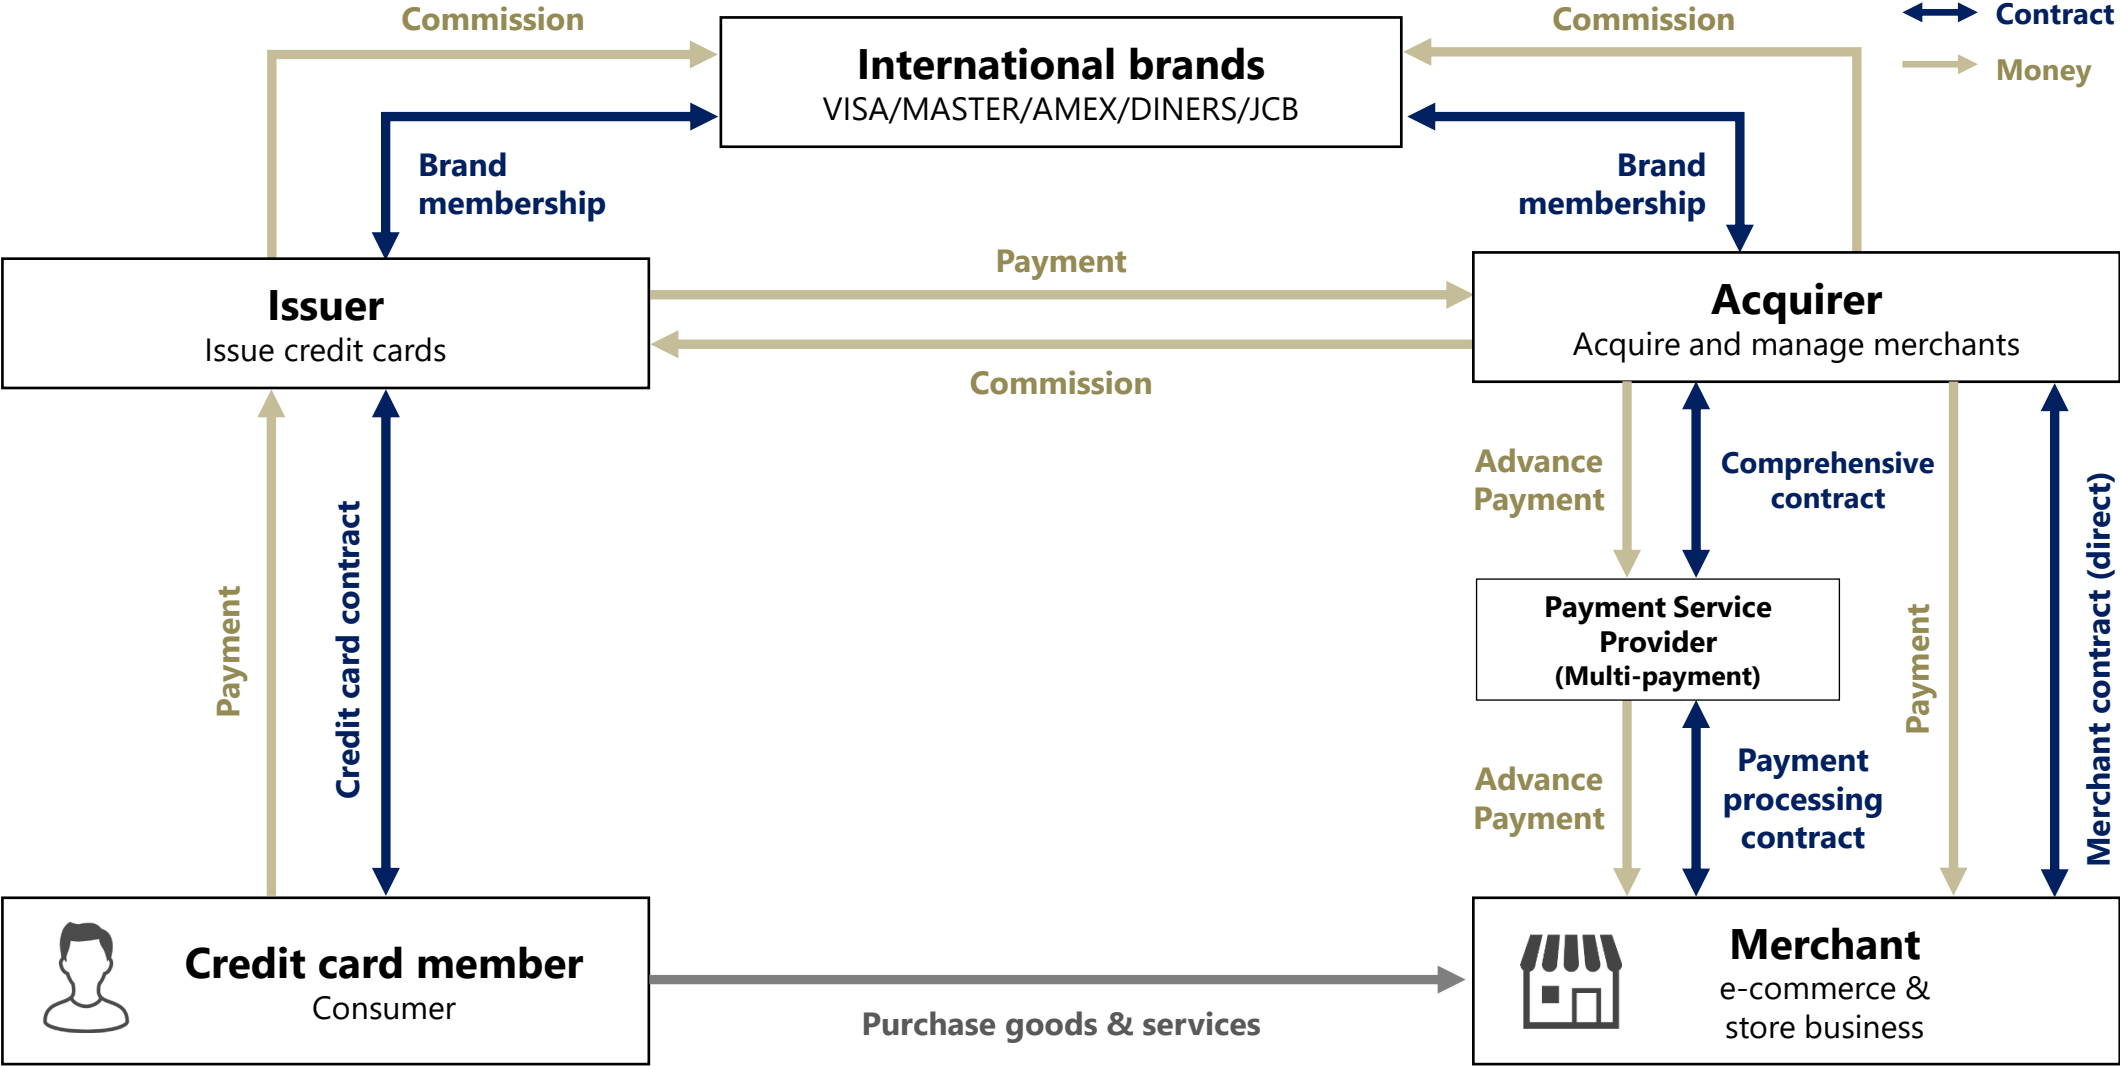 Commission
Commission
Contract
Money
International brands
VISA/MASTER/AMEX/DINERS/JCB
Brand
membership
Brand
membership
Payment
Issuer
Issue credit cards
Acquirer
Acquire and manage merchants
Commission
Advance
Payment
Comprehensive
contract
Payment
Credit card contract
Payment Service
Provider
(Multi-payment)
Payment
Merchant contract (direct)
Advance
Payment
Payment
processing
contract
Credit card member
Consumer
Purchase goods & services
Merchant
e-commerce &
store business